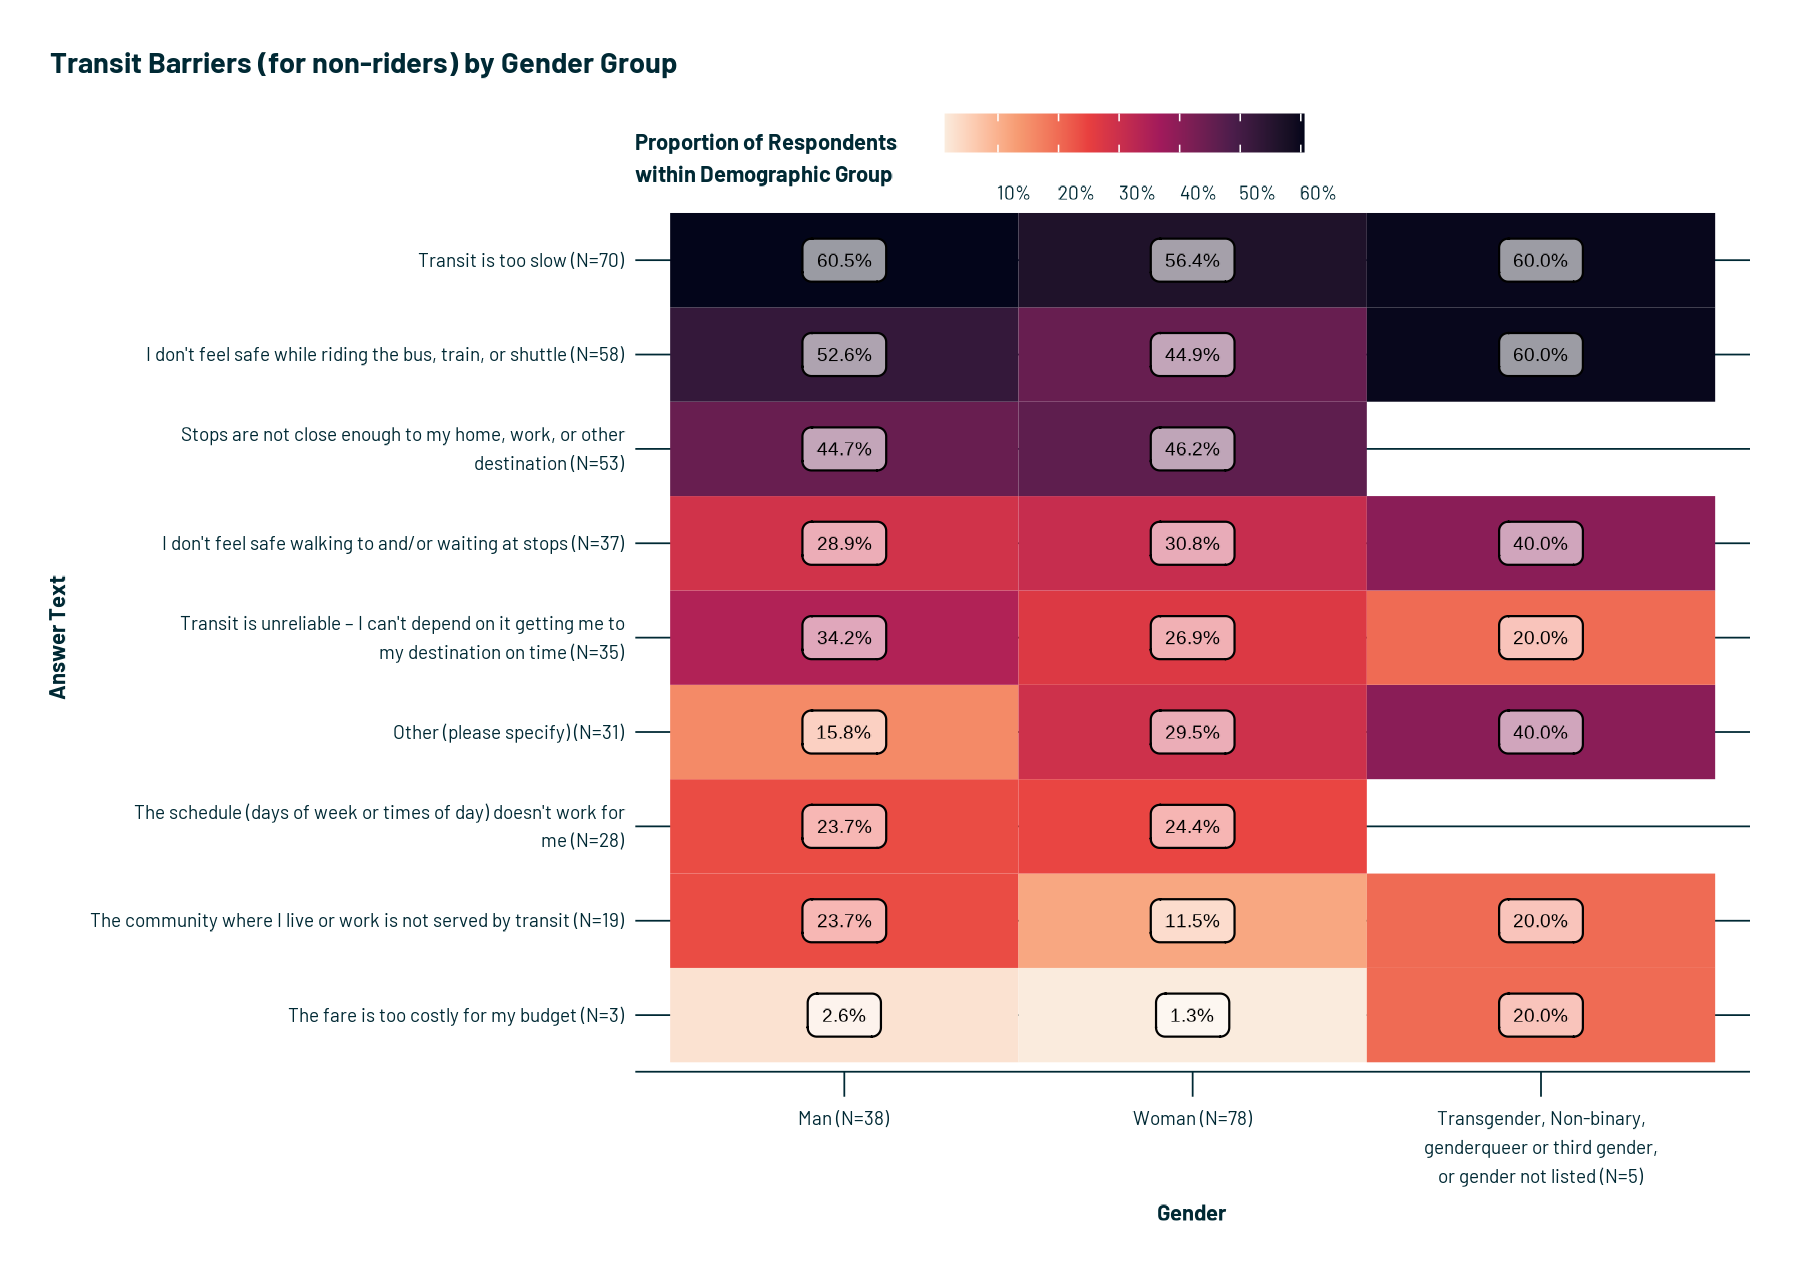 Transit Barriers (for non-riders) by Gender Group
Proportion of Respondents
within Demographic Group
10% 20% 30% 40% 50% 60%
Transit is too slow (N=70) 60.5% 56.4% 60.0%
I don't feel safe while riding the bus, train, or shuttle (N=58) 52.6% 44.9% 60.0%
Stops are not close enough to my home, work, or other
destination (N=53) 44.7% 46.2%
I don't feel safe walking to and/or waiting at stops (N=37) 28.9% 30.8% 40.0%
Transit is unreliable – I can't depend on it getting me to
my destination on time (N=35) 34.2% 26.9% 20.0%
Other (please specify) (N=31) 15.8% 29.5% 40.0%
The schedule (days of week or times of day) doesn't work for
me (N=28) 23.7% 24.4%
The community where I live or work is not served by transit (N=19) 23.7% 11.5% 20.0%
The fare is too costly for my budget (N=3) 2.6% 1.3% 20.0%
Answer Text
Man (N=38) Woman (N=78) Transgender, Non-binary,
genderqueer or third gender,
or gender not listed (N=5)
Gender